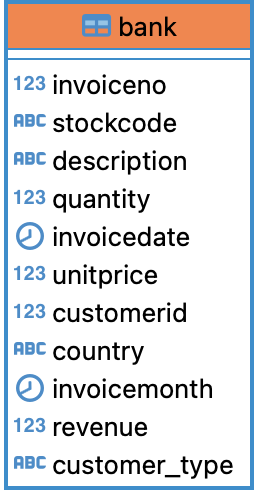 bank
123 invoiceno
ABC stockcode
ABC description
123 quantity
invoicedate
123 unitprice
123 customerid
ABC country
invoicemonth
123 revenue
ABC customer_type